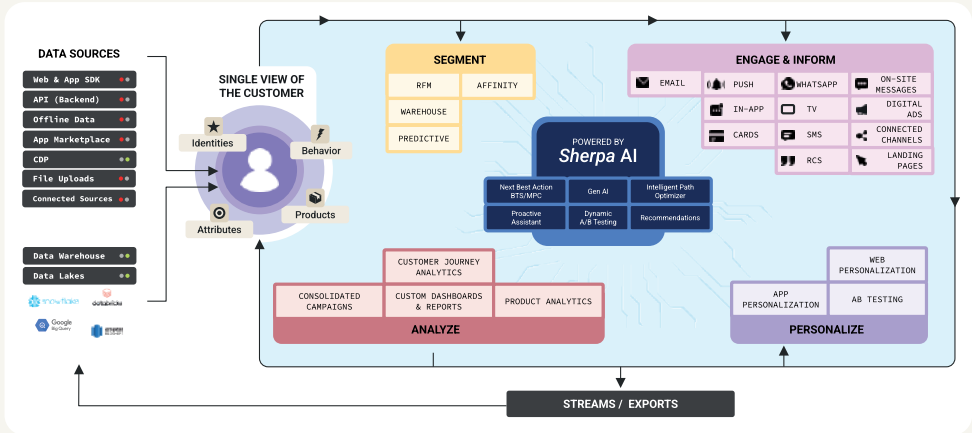 DATA SOURCES
Web & App SDK
API (Backend)
Offline Data
App Marketplace
CDP
File Uploads
Connected Sources
Data Warehouse
Data Lakes
snowflake
databricks
Google
Big Query
amazon
REDSHIFT
SINGLE VIEW OF
THE CUSTOMER
Identities
Behavior
Attributes
Products
SEGMENT
RFM
AFFINITY
WAREHOUSE
PREDICTIVE
POWERED BY
Sherpa AI
Next Best Action
BTS/MPC
Gen AI
Intelligent Path
Optimizer
Proactive
Assistant
Dynamic
A/B Testing
Recommendations
ENGAGE & INFORM
EMAIL
PUSH
WHATSAPP
ON-SITE
MESSAGES
IN-APP
TV
DIGITAL
ADS
CARDS
SMS
CONNECTED
CHANNELS
RCS
LANDING
PAGES
CUSTOMER JOURNEY
ANALYTICS
CONSOLIDATED
CAMPAIGNS
CUSTOM DASHBOARDS
& REPORTS
PRODUCT ANALYTICS
ANALYZE
WEB
PERSONALIZATION
APP
PERSONALIZATION
AB TESTING
PERSONALIZE
STREAMS / EXPORTS